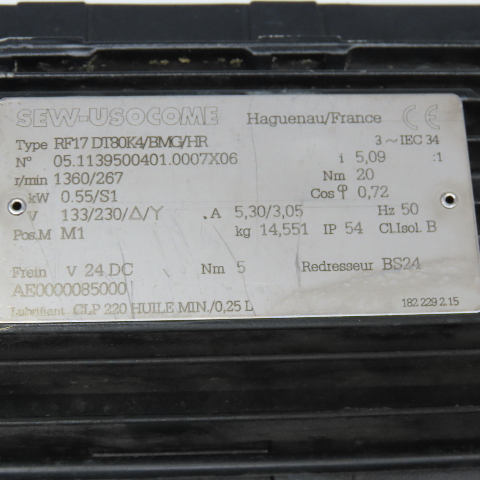 SEW-USOCOME Haguenau/France CE
Type RF17 DT80K4/BMG/HR 3~IEC 34
N° 05.1139500401.0007X06 i 5,09 :1
r/min 1360/267 Nm 20
kW 0.55/S1 Cos φ 0,72
V 133/230/△/Y .A 5,30/3,05 Hz 50
Pos.M M1 kg 14,551 IP 54 Cl.Isol. B
Frein V 24 DC Nm 5 Redresseur BS24
AE0000085000
Lubrifiant CLP 220 HUILE MIN./0,25 L 182 229 2.15